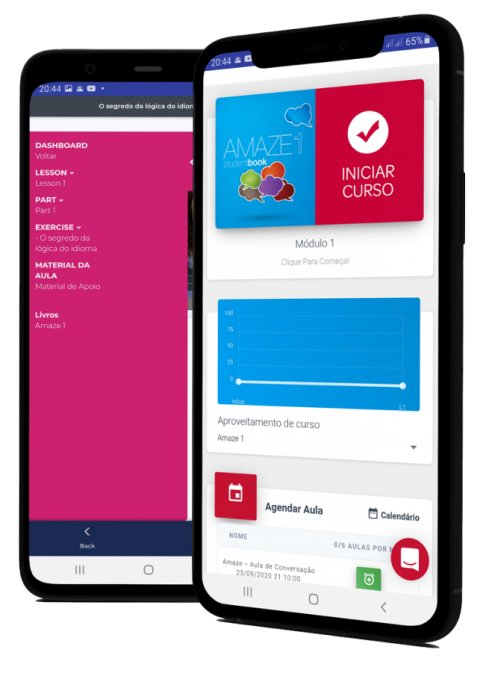 20:44
O segredo da lógica do idiom
DASHBOARD
Voltar
LESSON
Lesson 1
PART
Part 1
EXERCISE
- O segredo da
lógica do idioma
MATERIAL DA
AULA
Material de Apoio
Livros
Amaze 1
Back
20:44
65%
AMAZE 1
studentbook
INICIAR
CURSO
Módulo 1
Clique Para Começar
100
75
50
25
0
Início
L1
Aproveitamento de curso
Amaze 1
Agendar Aula
Calendário
NOME
0/6 AULAS POR
Amaze – Aula de Conversação
23/09/2020 21:10:00